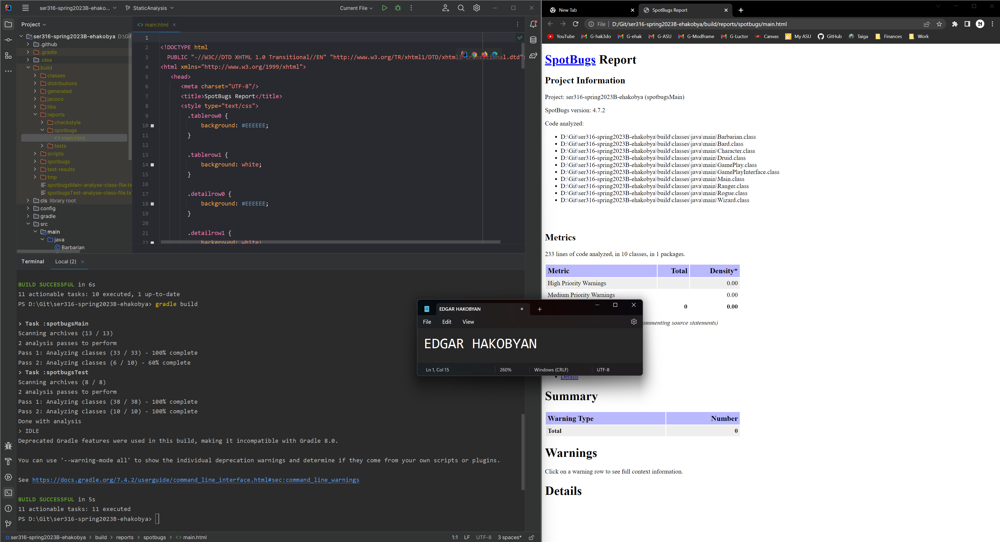 ser316-spring2023B-ehako...
StaticAnalysis
Current File
Project
ser316-spring2023B-ehakobya D:\Git
.github
.gradle
.idea
build
classes
distributions
generated
jacoco
libs
reports
checkstyle
spotbugs
<> main.html
tests
scripts
spotbugs
test-results
tmp
spotbugsMain-analyse-class-file.tx
spotbugsTest-analyse-class-file.tx
cls library root
config
gradle
src
main
java
Barbarian
<> main.html
1
2 <!DOCTYPE html
3 PUBLIC "-//W3C//DTD XHTML 1.0 Transitional//EN" "http://www.w3.org/TR/xhtml1/DTD/xhtml1-transitional.dtd">
4 <html xmlns="http://www.w3.org/1999/xhtml">
5 <head>
6 <meta charset="UTF-8"/>
7 <title>SpotBugs Report</title>
8 <style type="text/css">
9 .tablerow0 {
10 background: #EEEEEE;
11 }
12
13 .tablerow1 {
14 background: white;
15 }
16
17 .detailrow0 {
18 background: #EEEEEE;
19 }
20
21 .detailrow1 {
22 background: white;
Terminal
Local (2)
BUILD SUCCESSFUL in 6s
11 actionable tasks: 10 executed, 1 up-to-date
PS D:\Git\ser316-spring2023B-ehakobya> gradle build
> Task :spotbugsMain
Scanning archives (13 / 13)
2 analysis passes to perform
Pass 1: Analyzing classes (33 / 33) - 100% complete
Pass 2: Analyzing classes (6 / 10) - 60% complete
> Task :spotbugsTest
Scanning archives (8 / 8)
2 analysis passes to perform
Pass 1: Analyzing classes (38 / 38) - 100% complete
Pass 2: Analyzing classes (10 / 10) - 100% complete
Done with analysis
> IDLE
Deprecated Gradle features were used in this build, making it incompatible with Gradle 8.0.
You can use '--warning-mode all' to show the individual deprecation warnings and determine if they come from your own scripts or plugins.
See https://docs.gradle.org/7.4.2/userguide/command_line_interface.html#sec:command_line_warnings
BUILD SUCCESSFUL in 5s
11 actionable tasks: 11 executed
PS D:\Git\ser316-spring2023B-ehakobya>
ser316-spring2023B-ehakobya > build > reports > spotbugs > <> main.html
1:1 LF UTF-8 3 spaces*
EDGAR HAKOBYAN
File Edit View
EDGAR HAKOBYAN
Ln 1, Col 15
260%
Windows (CRLF)
UTF-8
New Tab
SpotBugs Report
File D:/Git/ser316-spring2023B-ehakobya/build/reports/spotbugs/main.html
YouTube G-hak3do G-ehak G-ASU G-Modframe G-Luctor Canvas My ASU GitHub Taiga Finances Work
SpotBugs Report
Project Information
Project: ser316-spring2023B-ehakobya (spotbugsMain)
SpotBugs version: 4.7.2
Code analyzed:
• D:\Git\ser316-spring2023B-ehakobya\build\classes\java\main\Barbarian.class
• D:\Git\ser316-spring2023B-ehakobya\build\classes\java\main\Bard.class
• D:\Git\ser316-spring2023B-ehakobya\build\classes\java\main\Character.class
• D:\Git\ser316-spring2023B-ehakobya\build\classes\java\main\Druid.class
• D:\Git\ser316-spring2023B-ehakobya\build\classes\java\main\GamePlay.class
• D:\Git\ser316-spring2023B-ehakobya\build\classes\java\main\GamePlayInterface.class
• D:\Git\ser316-spring2023B-ehakobya\build\classes\java\main\Main.class
• D:\Git\ser316-spring2023B-ehakobya\build\classes\java\main\Ranger.class
• D:\Git\ser316-spring2023B-ehakobya\build\classes\java\main\Rogue.class
• D:\Git\ser316-spring2023B-ehakobya\build\classes\java\main\Wizard.class
Metrics
233 lines of code analyzed, in 10 classes, in 1 packages.
Metric Total Density*
High Priority Warnings 0.00
Medium Priority Warnings 0.00
0 0.00
ommenting source statements)
• Details
Summary
Warning Type Number
Total 0
Warnings
Click on a warning row to see full context information.
Details